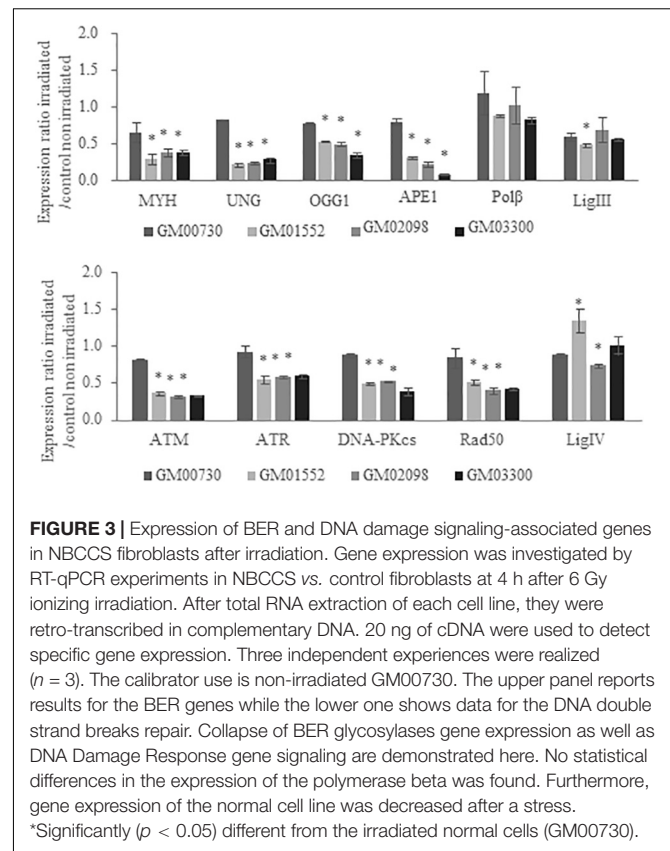 Expression ratio irradiated
/control non irradiated
2.0
1.5
1.0
0.5
0.0
* * *
* * *
* * *
* * *
*
MYH UNG OGG1 APE1 Polβ LigIII
GM00730 GM01552 GM02098 GM03300
Expression ratio irradiated
/control non irradiated
2.0
1.5
1.0
0.5
0.0
* * *
* * *
* * *
* * *
* *
ATM ATR DNA-PKcs Rad50 LigIV
GM00730 GM01552 GM02098 GM03300
FIGURE 3 | Expression of BER and DNA damage signaling-associated genes
in NBCCS fibroblasts after irradiation. Gene expression was investigated by
RT-qPCR experiments in NBCCS vs. control fibroblasts at 4 h after 6 Gy
ionizing irradiation. After total RNA extraction of each cell line, they were
retro-transcribed in complementary DNA. 20 ng of cDNA were used to detect
specific gene expression. Three independent experiences were realized
(n = 3). The calibrator use is non-irradiated GM00730. The upper panel reports
results for the BER genes while the lower one shows data for the DNA double
strand breaks repair. Collapse of BER glycosylases gene expression as well as
DNA Damage Response gene signaling are demonstrated here. No statistical
differences in the expression of the polymerase beta was found. Furthermore,
gene expression of the normal cell line was decreased after a stress.
*Significantly (p < 0.05) different from the irradiated normal cells (GM00730).